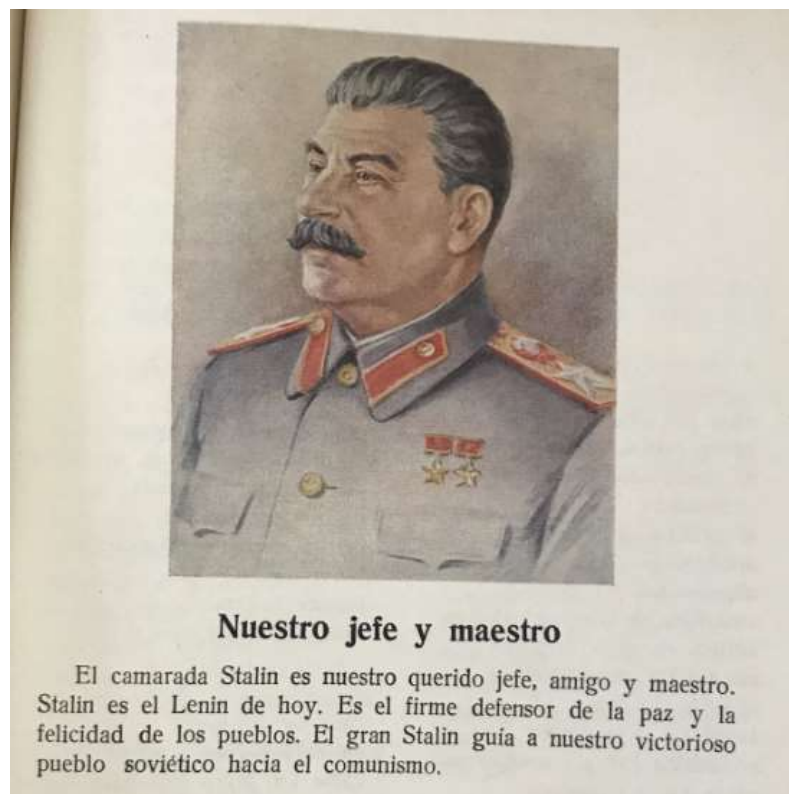 Nuestro jefe y maestro
El camarada Stalin es nuestro querido jefe, amigo y maestro.
Stalin es el Lenin de hoy. Es el firme defensor de la paz y la
felicidad de los pueblos. El gran Stalin guía a nuestro victorioso
pueblo soviético hacia el comunismo.